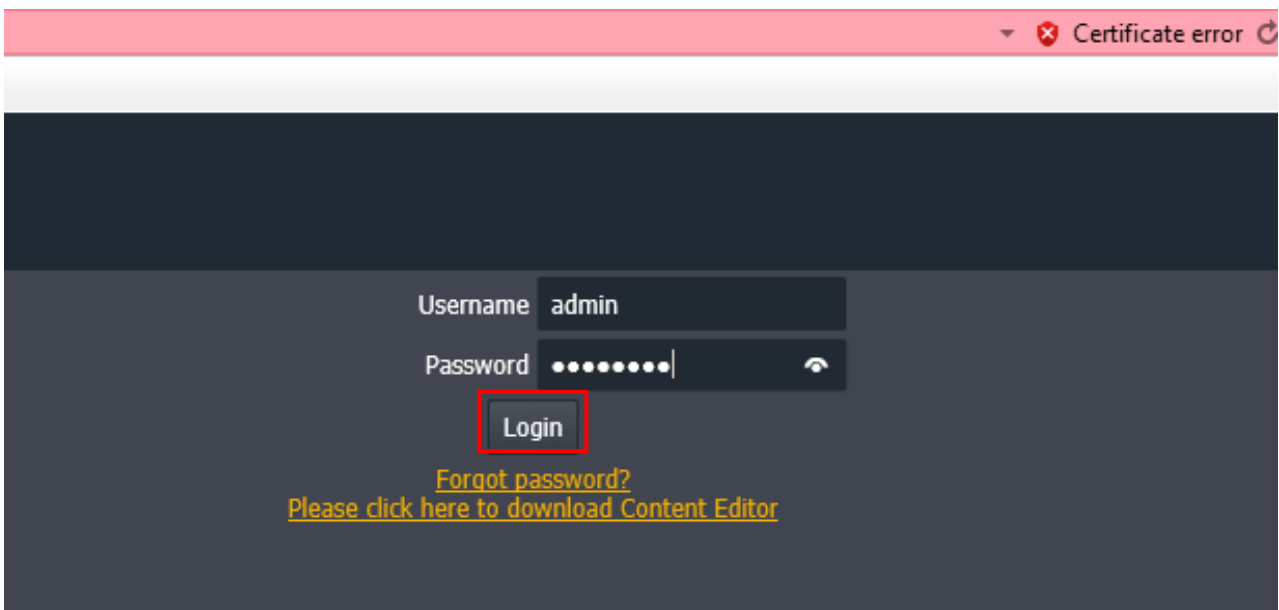 Certificate error
Username admin
Password ••••••••
Login
Forgot password?
Please click here to download Content Editor